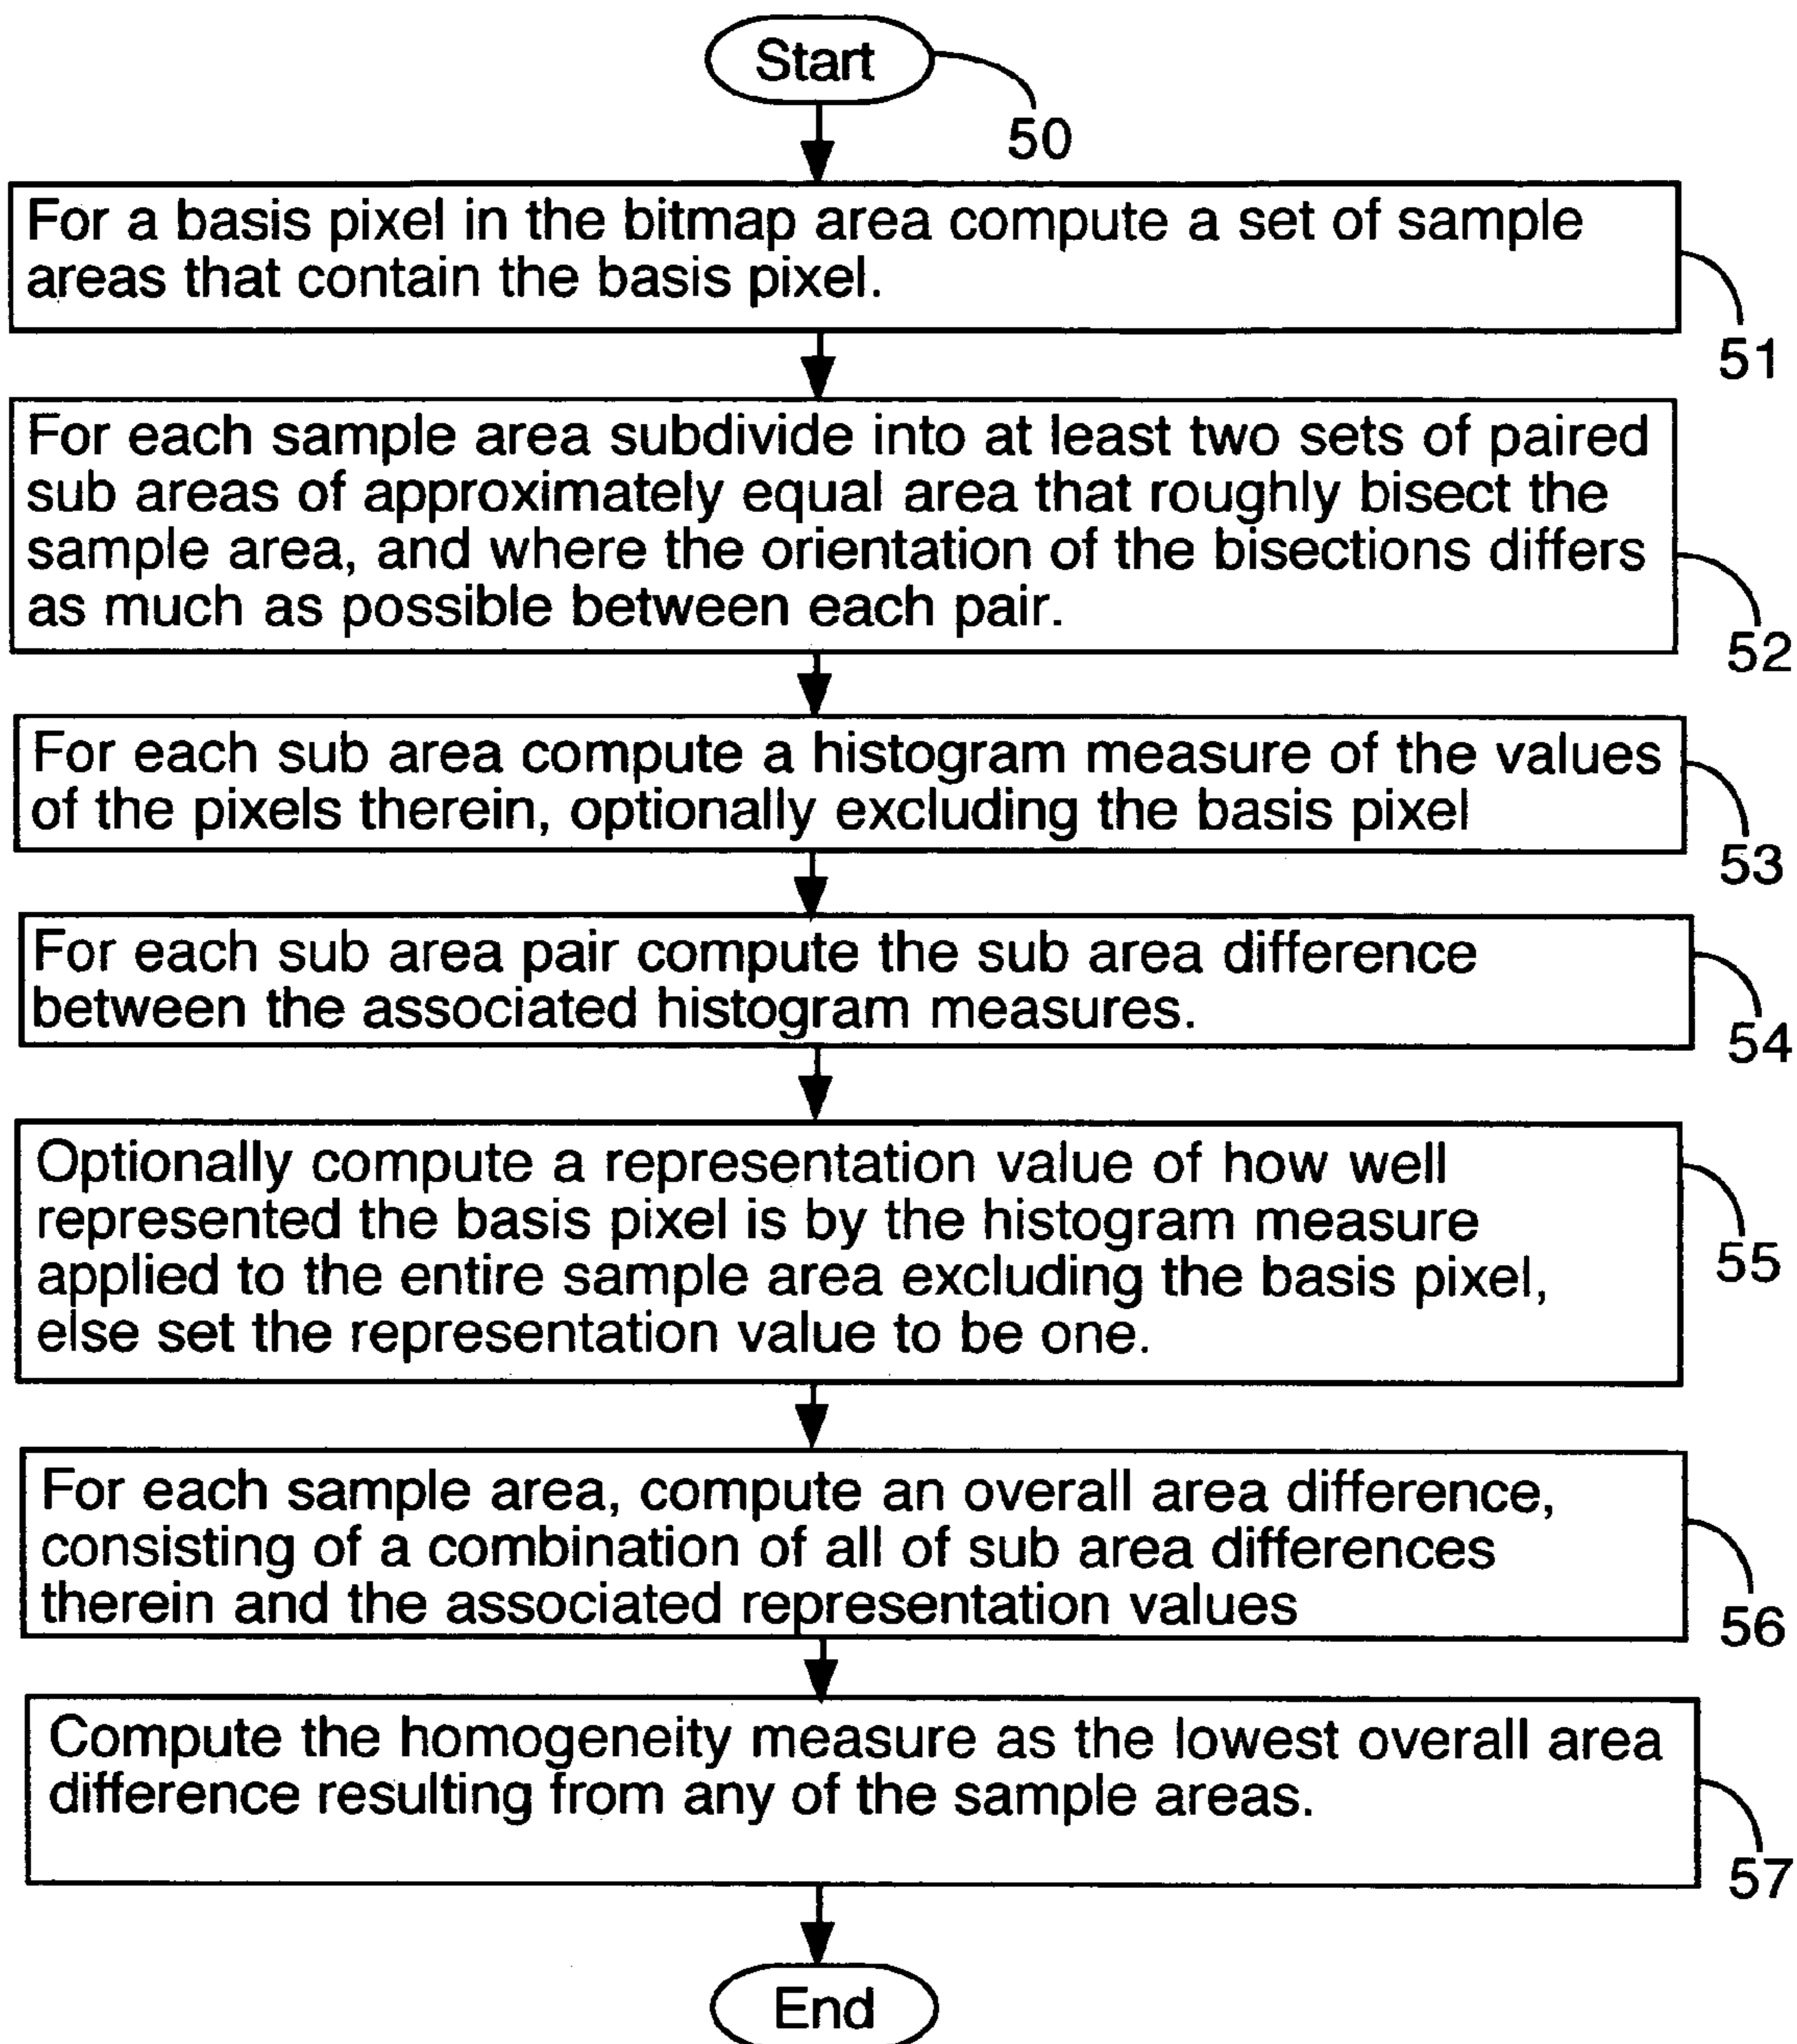 Start
50
For a basis pixel in the bitmap area compute a set of sample
areas that contain the basis pixel.
51
For each sample area subdivide into at least two sets of paired
sub areas of approximately equal area that roughly bisect the
sample area, and where the orientation of the bisections differs
as much as possible between each pair.
52
For each sub area compute a histogram measure of the values
of the pixels therein, optionally excluding the basis pixel
53
For each sub area pair compute the sub area difference
between the associated histogram measures.
54
Optionally compute a representation value of how well
represented the basis pixel is by the histogram measure
applied to the entire sample area excluding the basis pixel,
else set the representation value to be one.
55
For each sample area, compute an overall area difference,
consisting of a combination of all of sub area differences
therein and the associated representation values
56
Compute the homogeneity measure as the lowest overall area
difference resulting from any of the sample areas.
57
End